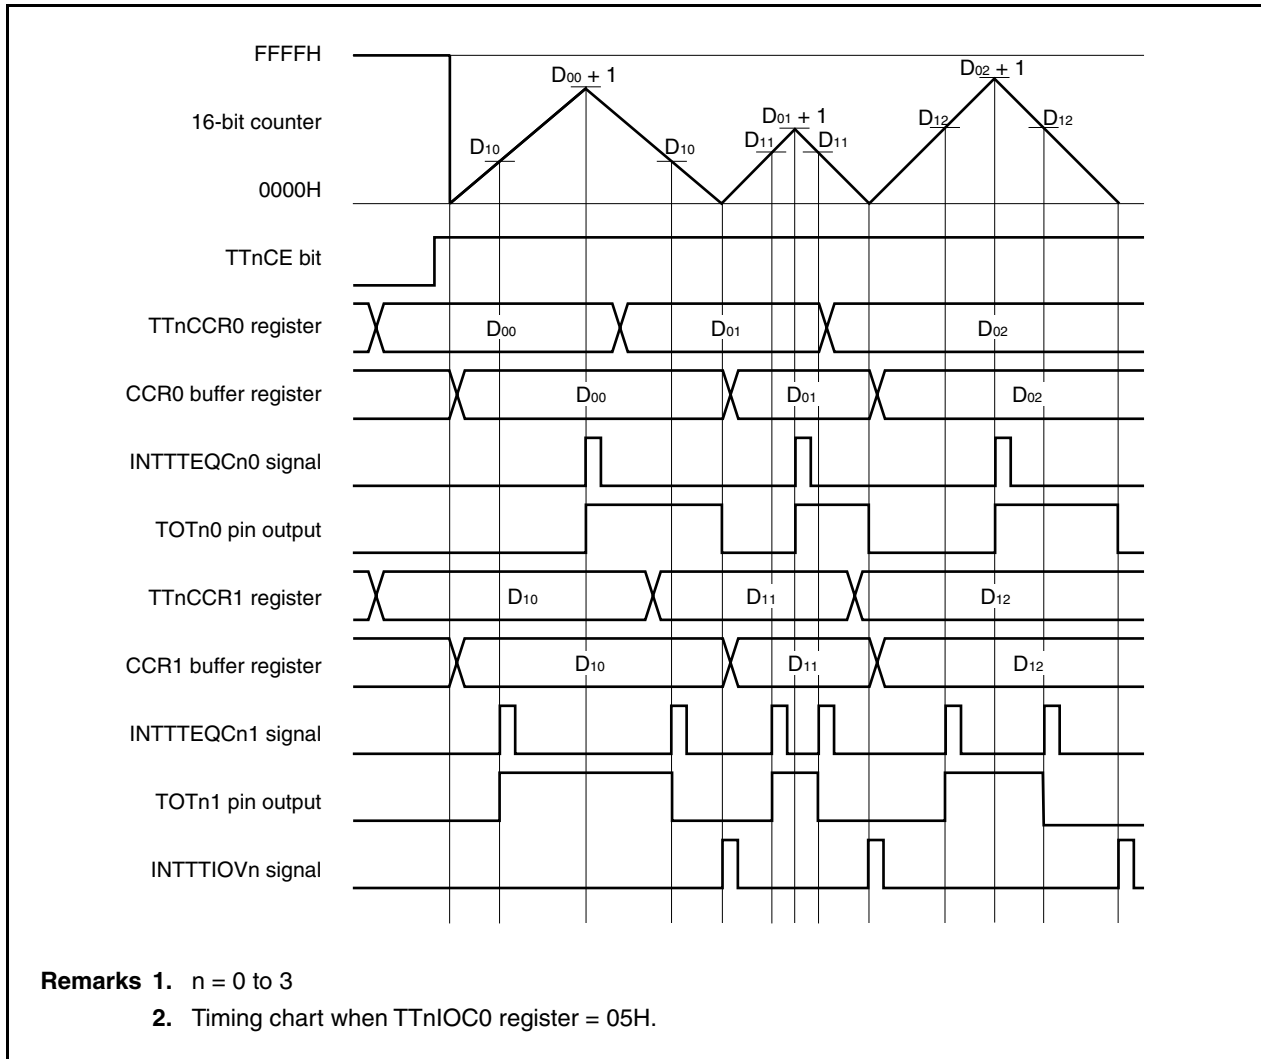 FFFFH
D00 + 1
D02 + 1
16-bit counter
D01 + 1
D12
D12
D10
D10
D11
D11
0000H
TTnCE bit
TTnCCR0 register
D00
D01
D02
CCR0 buffer register
D00
D01
D02
INTTTEQCn0 signal
TOTn0 pin output
TTnCCR1 register
D10
D11
D12
CCR1 buffer register
D10
D11
D12
INTTTEQCn1 signal
TOTn1 pin output
INTTTIOVn signal
Remarks 1. n = 0 to 3
2. Timing chart when TTnIOC0 register = 05H.